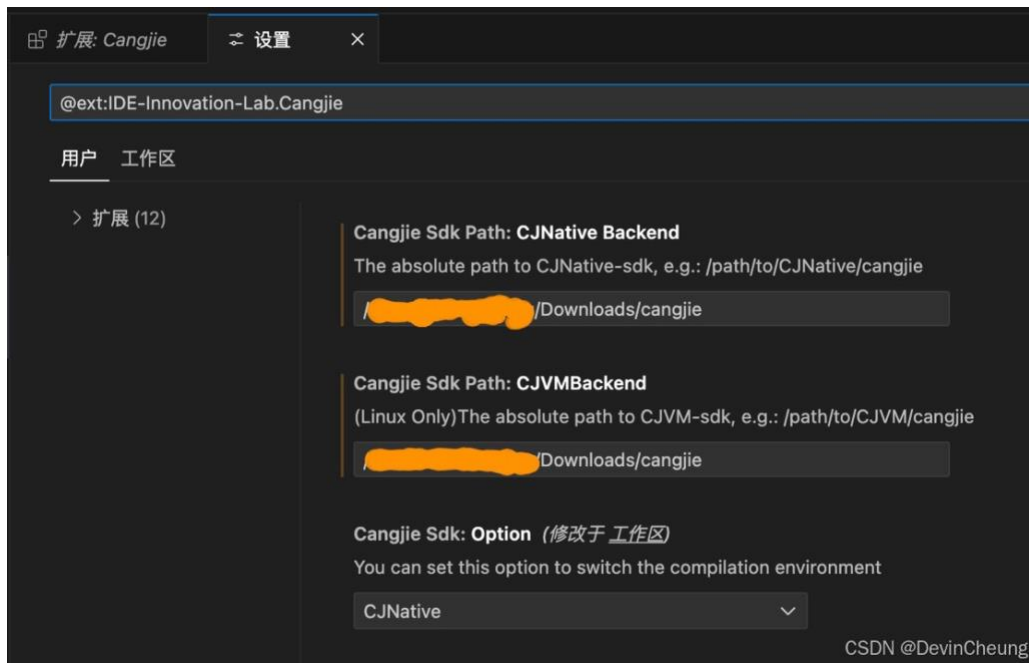 扩展: Cangjie
设置
@ext:IDE-Innovation-Lab.Cangjie
用户 工作区
扩展 (12)
Cangjie Sdk Path: CJNative Backend
The absolute path to CJNative-sdk, e.g.: /path/to/CJNative/cangjie
/Downloads/cangjie
Cangjie Sdk Path: CJVMBackend
(Linux Only)The absolute path to CJVM-sdk, e.g.: /path/to/CJVM/cangjie
/Downloads/cangjie
Cangjie Sdk: Option (修改于 工作区)
You can set this option to switch the compilation environment
CJNative
CSDN @DevinCheung